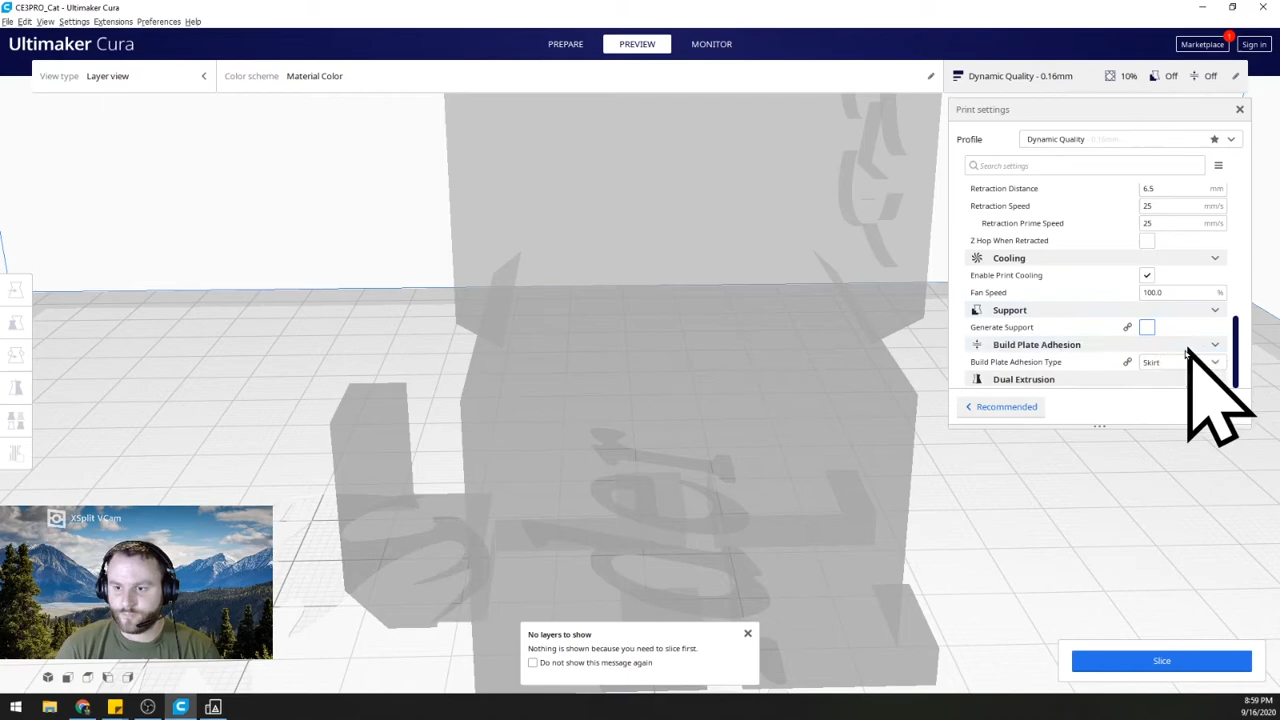 CE3PRO_Cat - Ultimaker Cura
File Edit View Settings Extensions Preferences Help
Ultimaker Cura
PREPARE PREVIEW MONITOR
Marketplace 1 Sign in
View type Layer view
Color scheme Material Color
Dynamic Quality - 0.16mm 10% Off Off
Print settings
Profile Dynamic Quality 0.16mm
Search settings
Retraction Distance 6.5 mm
Retraction Speed 25 mm/s
Retraction Prime Speed 25 mm/s
Z Hop When Retracted
Cooling
Enable Print Cooling
Fan Speed 100.0 %
Support
Generate Support
Build Plate Adhesion
Build Plate Adhesion Type Skirt
Dual Extrusion
Recommended
XSplit VCam
No layers to show
Nothing is shown because you need to slice first.
Do not show this message again
Slice
8:59 PM
9/16/2020